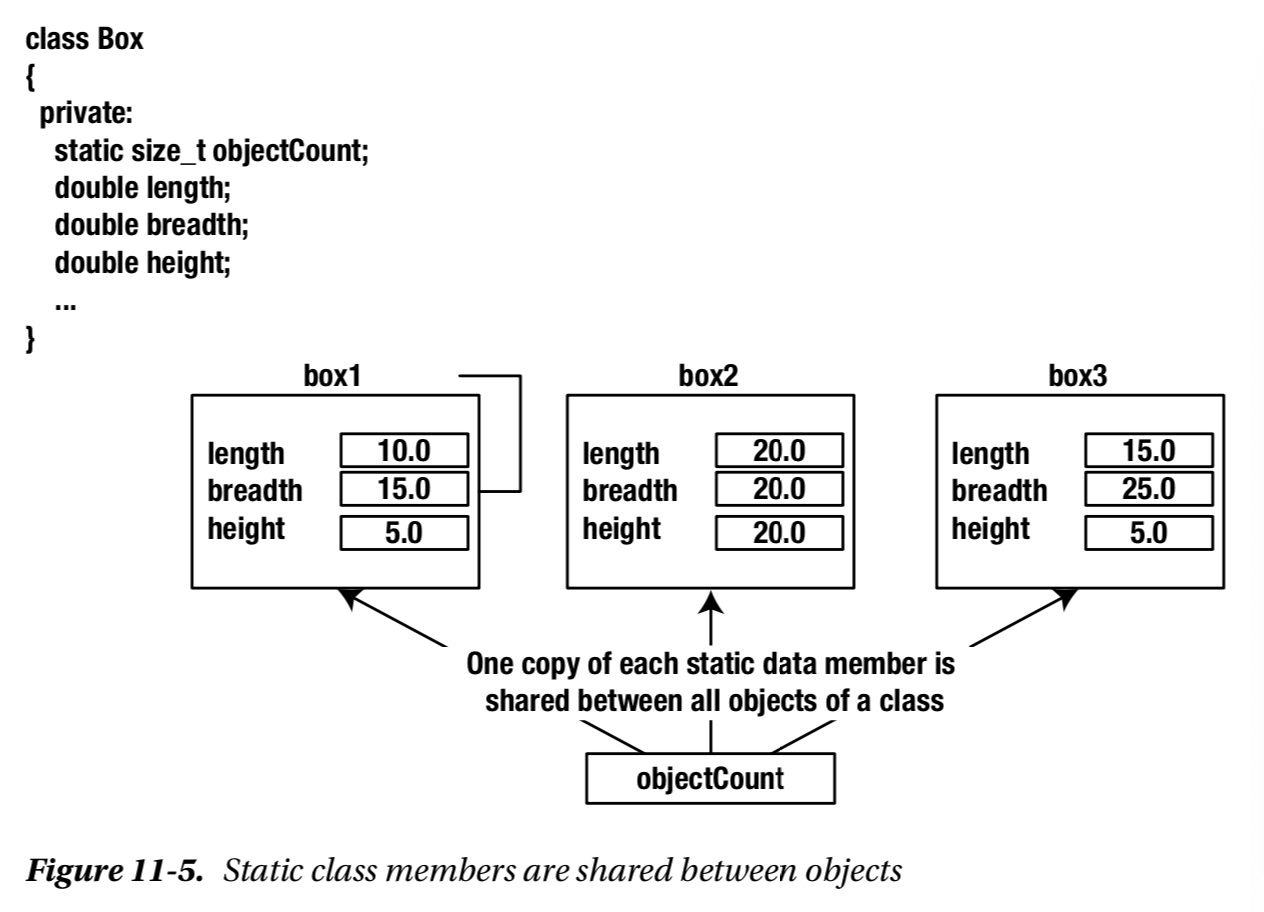 class Box
{
private:
static size_t objectCount;
double length;
double breadth;
double height;
...
}
box1
box2
box3
length 10.0
breadth 15.0
height 5.0
length 20.0
breadth 20.0
height 20.0
length 15.0
breadth 25.0
height 5.0
One copy of each static data member is
shared between all objects of a class
objectCount
Figure 11-5. Static class members are shared between objects